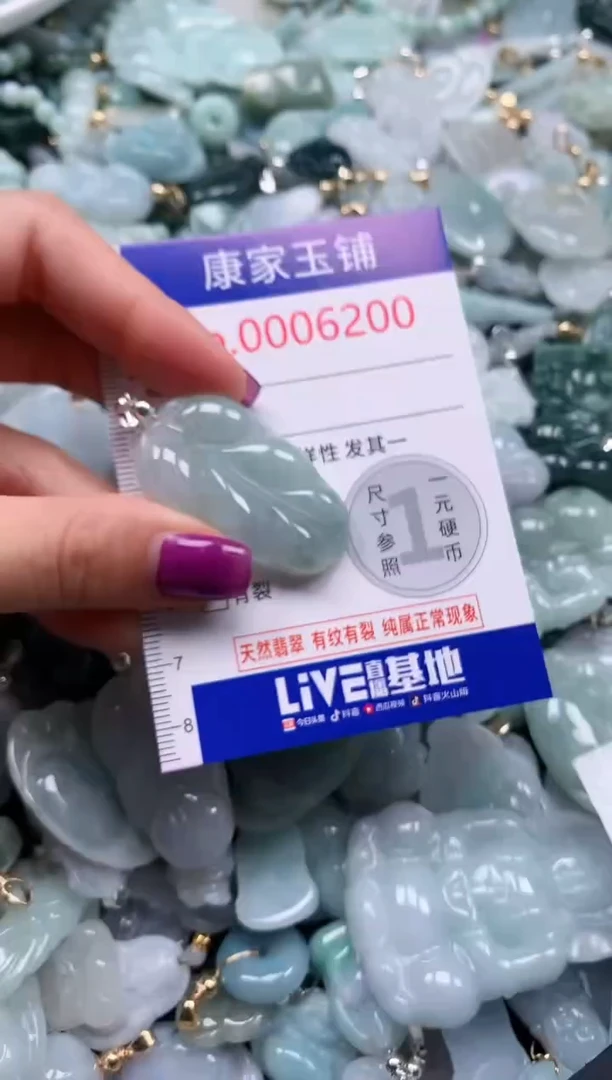 康家玉铺
.0006200
样性 发其一
尺寸参照
1
一元硬币
有裂
天然翡翠 有纹有裂 纯属正常现象
LiVE直播基地
今日头条 抖音 西瓜视频 抖音火山版
7
8